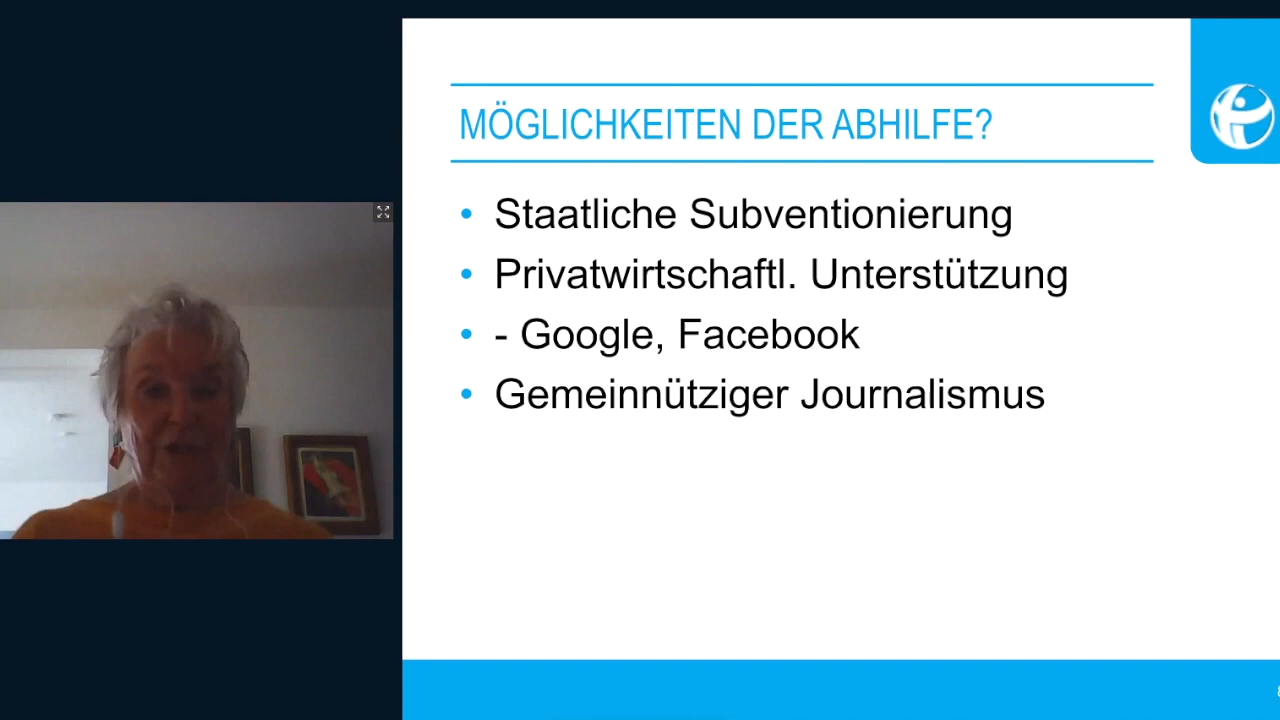 MÖGLICHKEITEN DER ABHILFE?
• Staatliche Subventionierung
• Privatwirtschaftl. Unterstützung
• - Google, Facebook
• Gemeinnütziger Journalismus